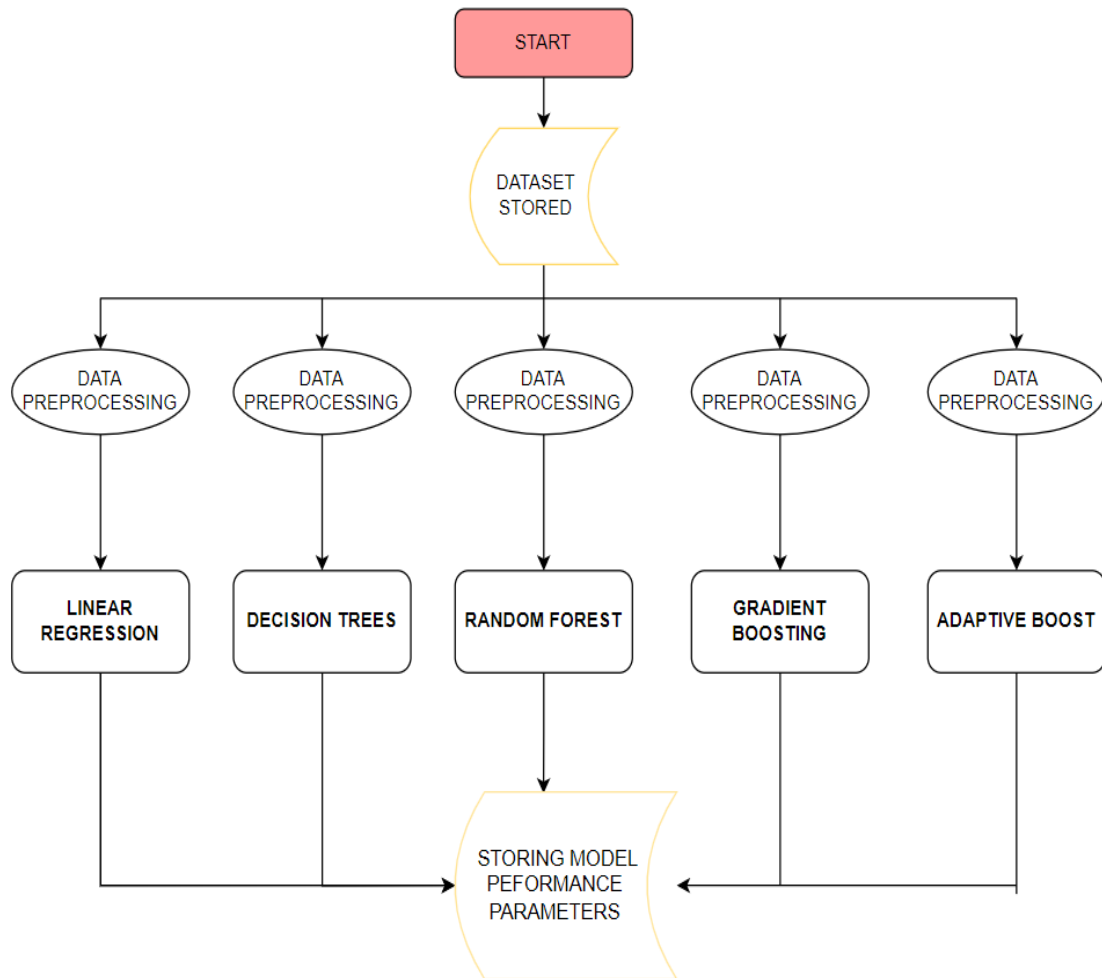 START
DATASET
STORED
DATA
PREPROCESSING
DATA
PREPROCESSING
DATA
PREPROCESSING
DATA
PREPROCESSING
DATA
PREPROCESSING
LINEAR
REGRESSION
DECISION TREES
RANDOM FOREST
GRADIENT
BOOSTING
ADAPTIVE BOOST
STORING MODEL
PEFORMANCE
PARAMETERS